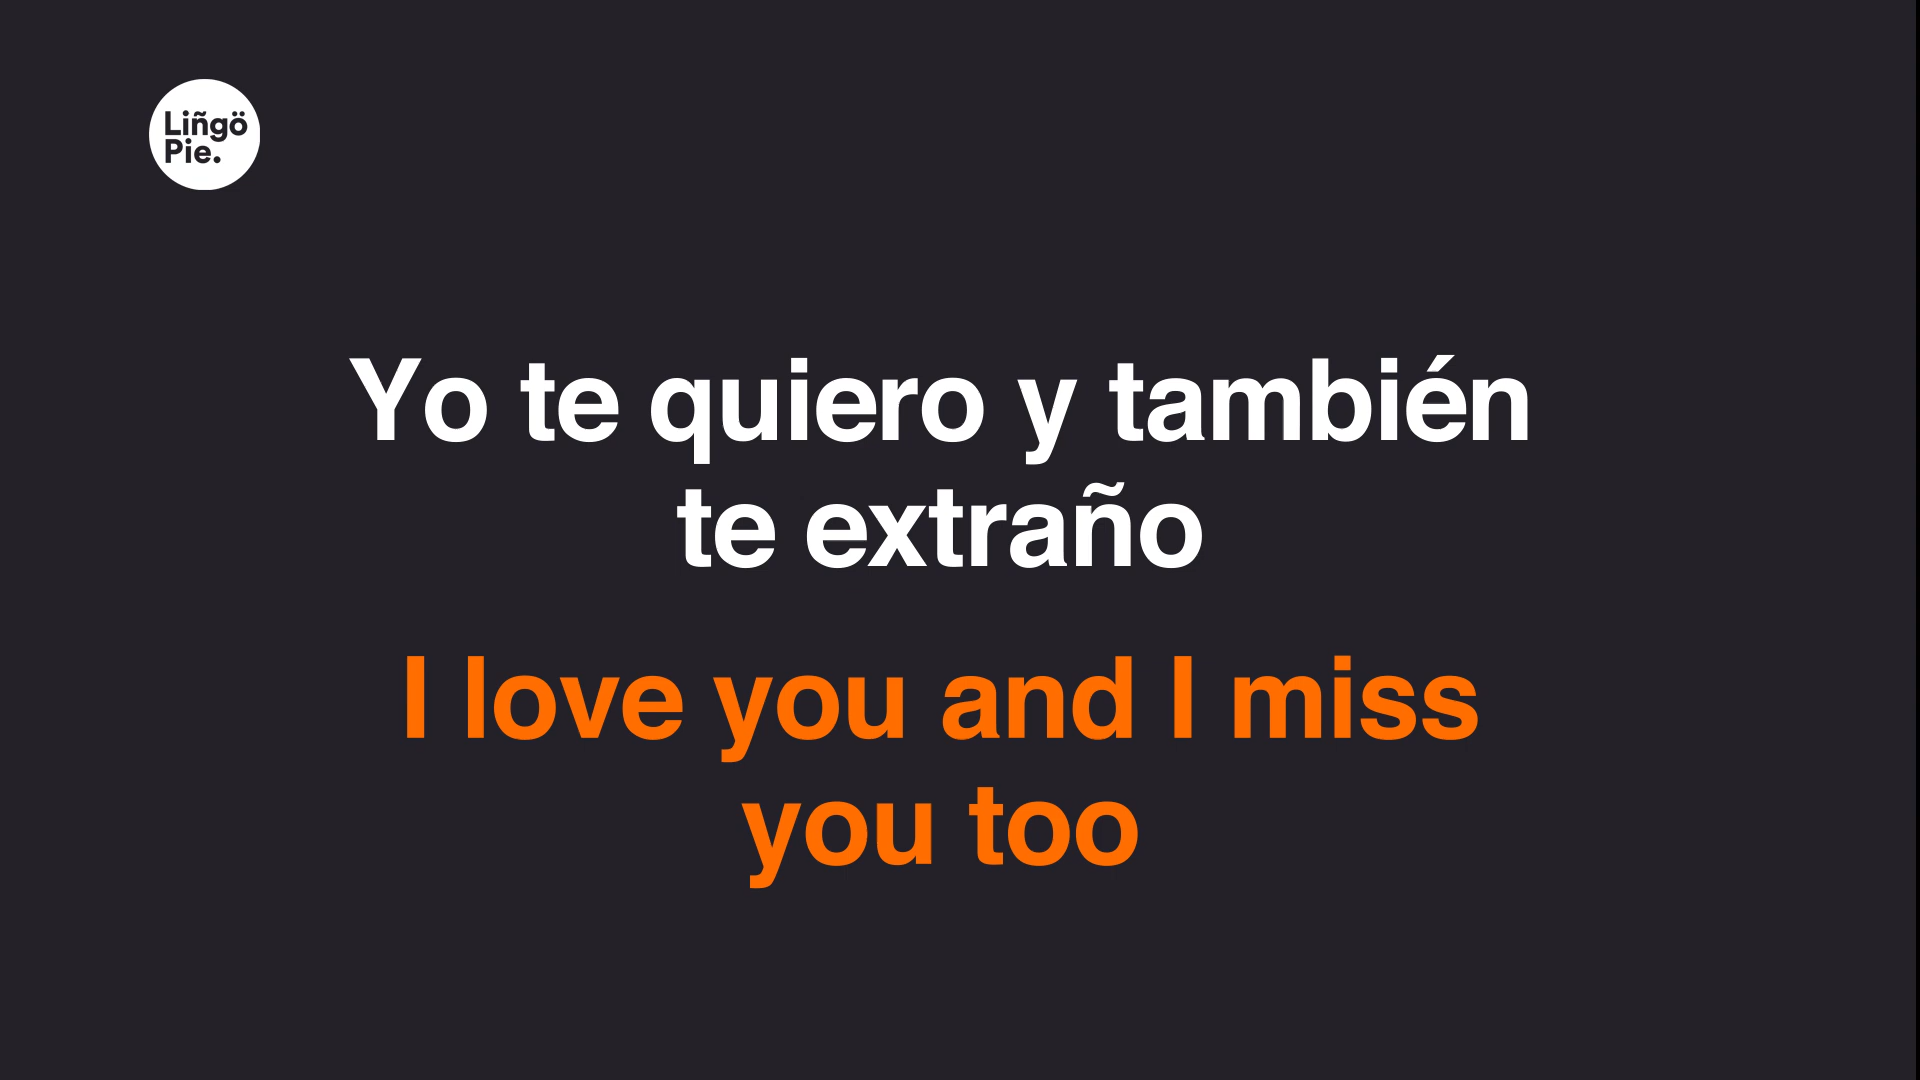 Liñgö
Pie.
Yo te quiero y también
te extraño
I love you and I miss
you too